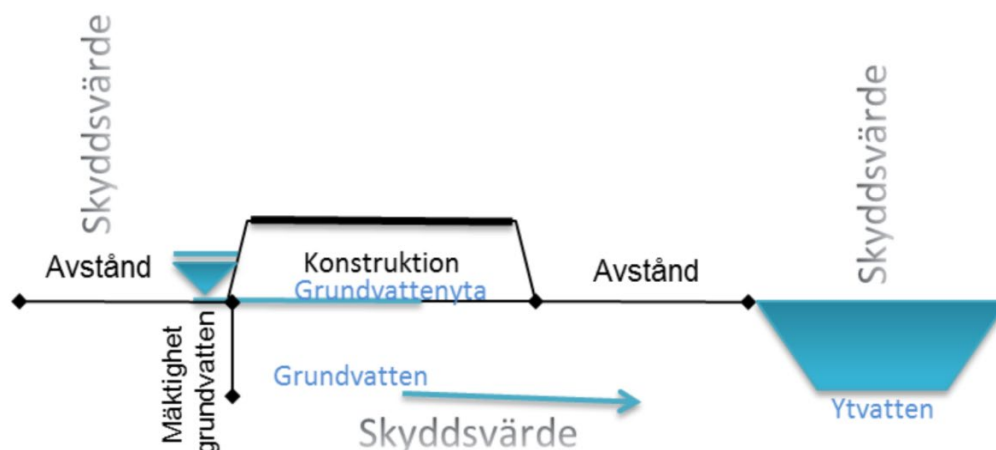 Skyddsvärde
Skyddsvärde
Avstånd
Konstruktion
Avstånd
Grundvattenyta
Mäktighet
grundvatten
Grundvatten
Ytvatten
Skyddsvärde